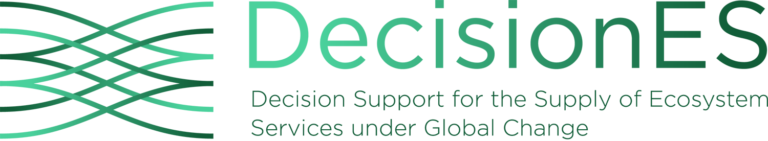 DecisionES
Decision Support for the Supply of Ecosystem
Services under Global Change